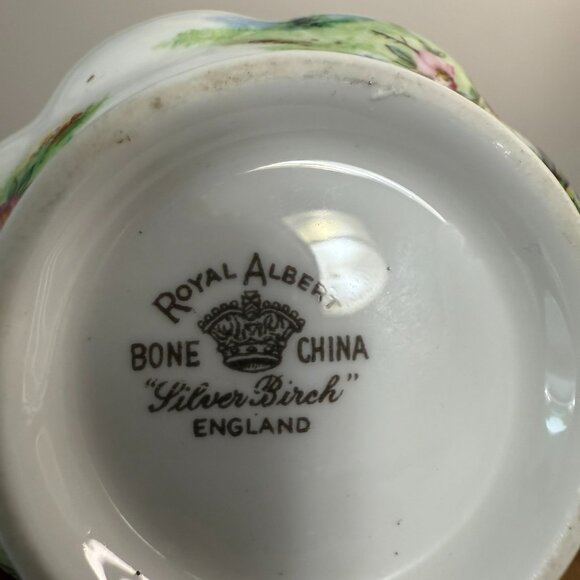 ROYAL ALBERT
BONE CHINA
"Silver Birch"
ENGLAND